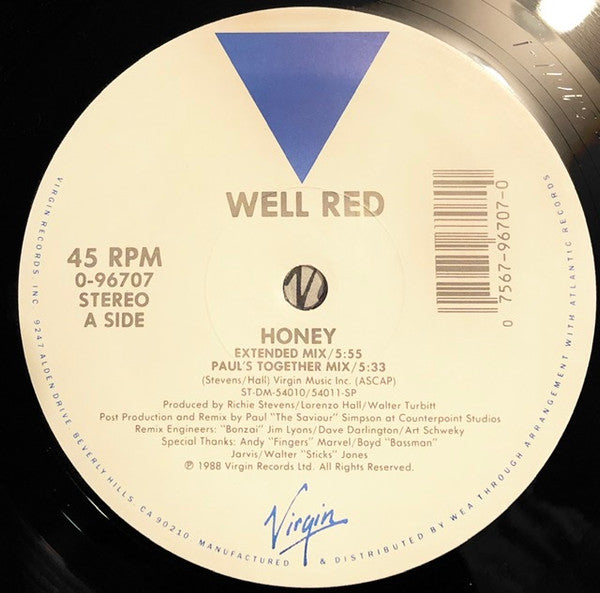 WELL RED
45 RPM
0-96707
STEREO
A SIDE
0 7567-96707-0
HONEY
EXTENDED MIX/5:55
PAUL'S TOGETHER MIX/5:33
(Stevens/Hall) Virgin Music Inc. (ASCAP)
ST-DM-54010/54011-SP
Produced by Richie Stevens/Lorenzo Hall/Walter Turbitt
Post Production and Remix by Paul "The Saviour" Simpson at Counterpoint Studios
Remix Engineers: "Bonzai" Jim Lyons/Dave Darlington/Art Schweky
Special Thanks: Andy "Fingers" Marvel/Boyd "Bassman"
Jarvis/Walter "Sticks" Jones
℗ 1988 Virgin Records Ltd. All Rights Reserved.
Virgin
VIRGIN RECORDS INC. 9247 ALDEN DRIVE, BEVERLY HILLS, CA 90210 MANUFACTURED & DISTRIBUTED BY WEA THROUGH ARRANGEMENT WITH ATLANTIC RECORDS